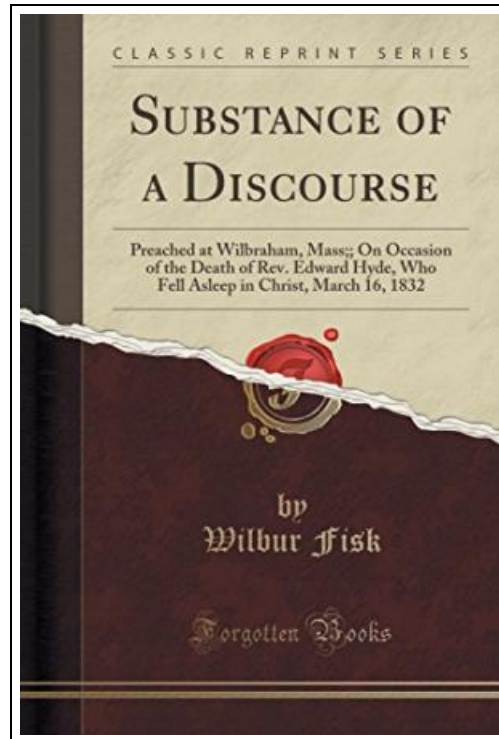 CLASSIC REPRINT SERIES
SUBSTANCE OF
A DISCOURSE
Preached at Wilbraham, Mass;; On Occasion
of the Death of Rev. Edward Hyde, Who
Fell Asleep in Christ, March 16, 1832
by
Wilbur Fisk
Forgotten Books